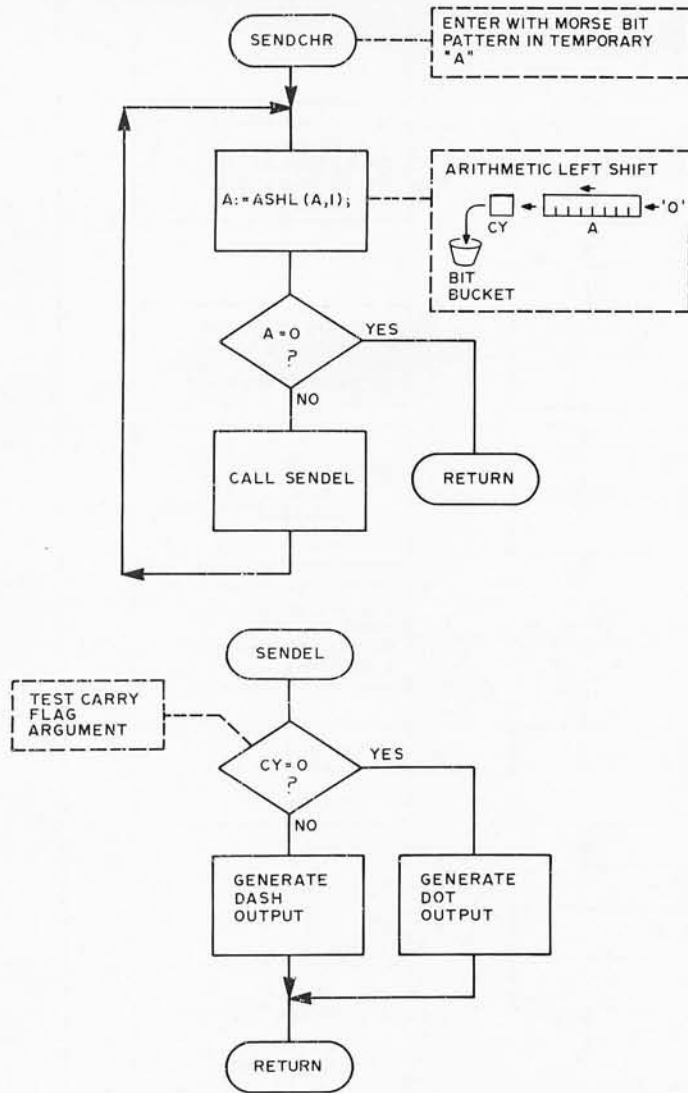 SENDCHR
ENTER WITH MORSE BIT
PATTERN IN TEMPORARY
"A"
A:=ASHL(A,1);
ARITHMETIC LEFT SHIFT
'0'
CY
A
BIT
BUCKET
A=0
?
YES
NO
CALL SENDEL
RETURN
SENDEL
TEST CARRY
FLAG
ARGUMENT
CY=0
?
YES
NO
GENERATE
DASH
OUTPUT
GENERATE
DOT
OUTPUT
RETURN